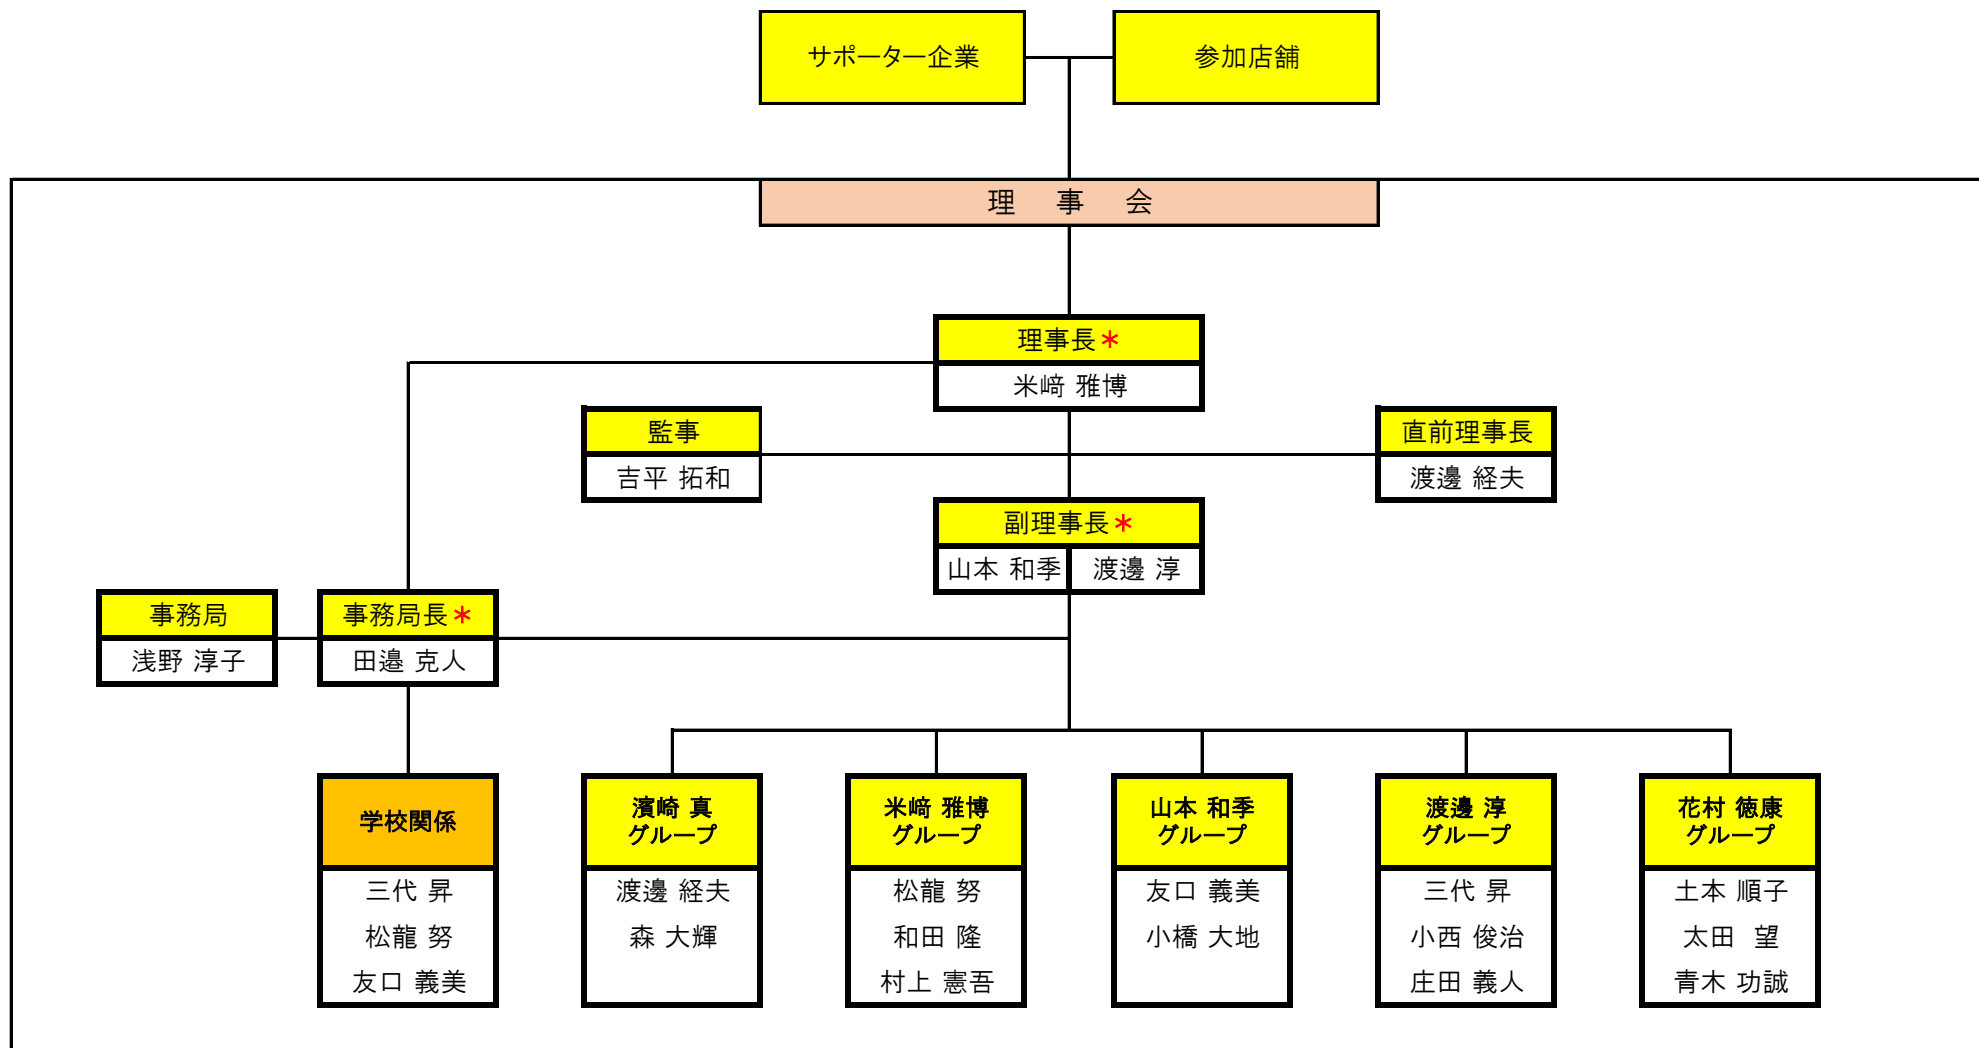 サポーター企業
参加店舗
理 事 会
理事長＊
米﨑 雅博
監事
吉平 拓和
直前理事長
渡邊 経夫
副理事長＊
山本 和季
渡邊 淳
事務局
浅野 淳子
事務局長＊
田邉 克人
学校関係
三代 昇
松龍 努
友口 義美
濱崎 真
グループ
渡邊 経夫
森 大輝
米﨑 雅博
グループ
松龍 努
和田 隆
村上 憲吾
山本 和季
グループ
友口 義美
小橋 大地
渡邊 淳
グループ
三代 昇
小西 俊治
庄田 義人
花村 徳康
グループ
土本 順子
太田 望
青木 功誠